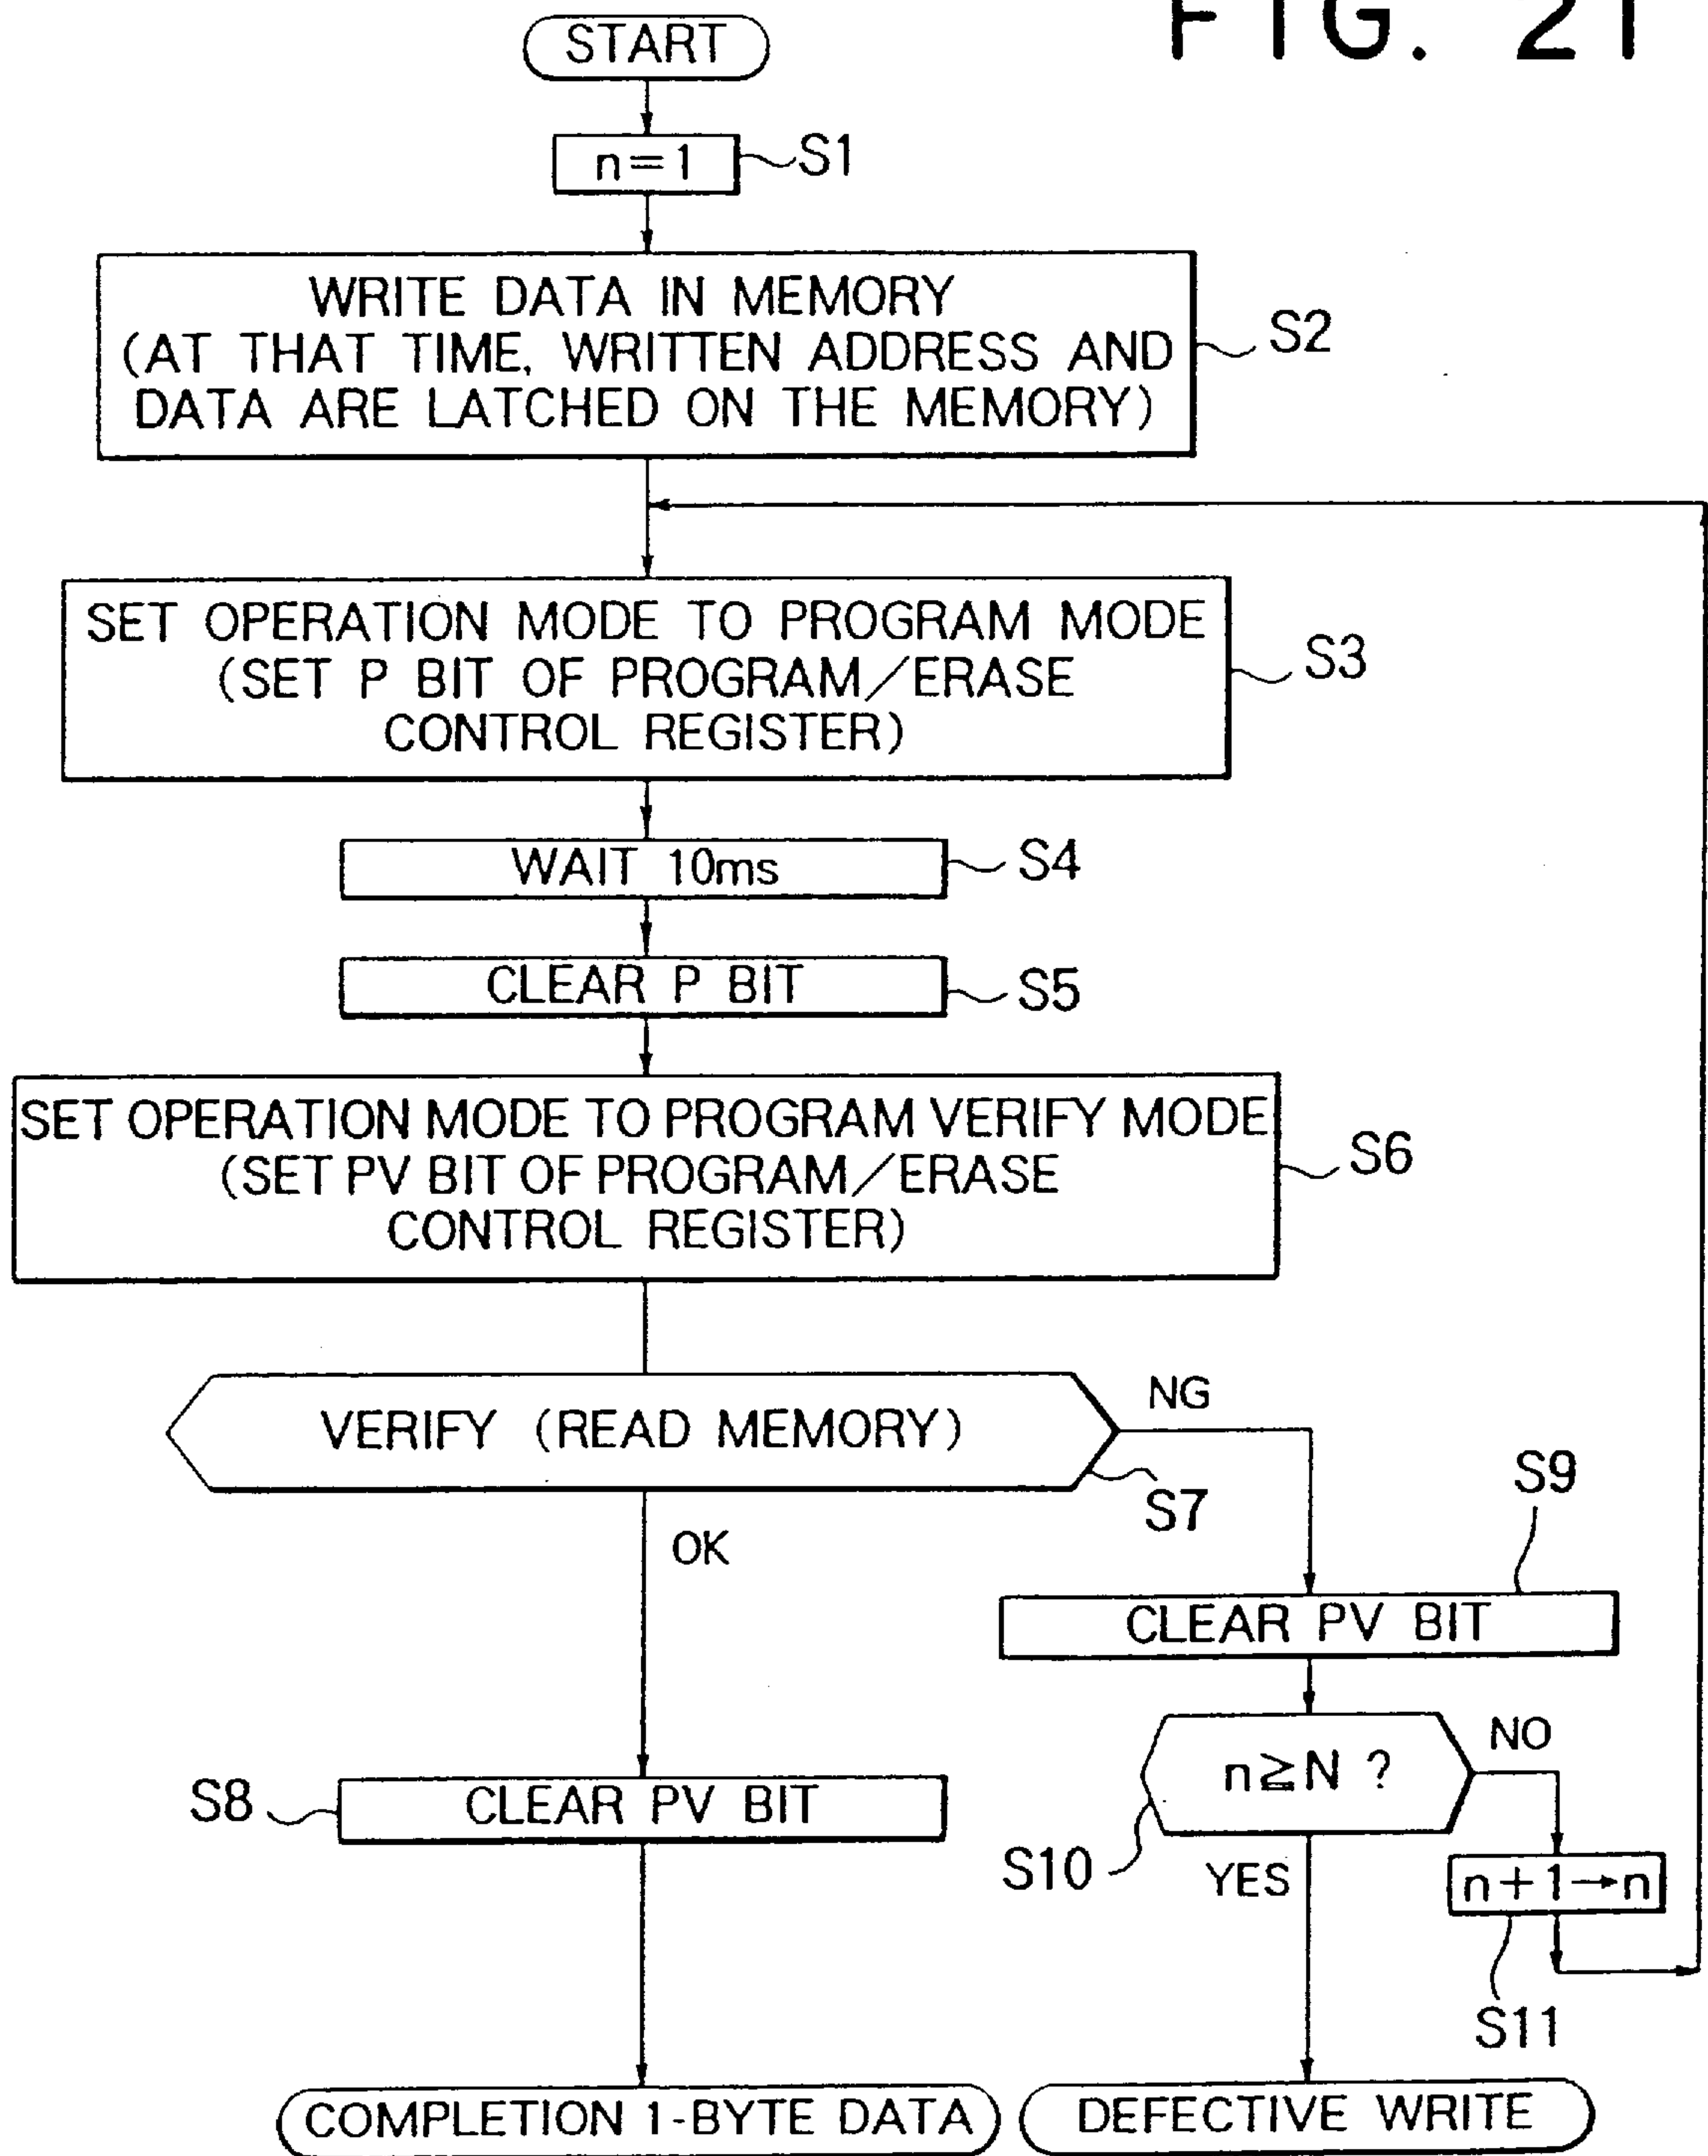 FIG. 21
START
n=1
S1
WRITE DATA IN MEMORY
(AT THAT TIME, WRITTEN ADDRESS AND
DATA ARE LATCHED ON THE MEMORY)
S2
SET OPERATION MODE TO PROGRAM MODE
(SET P BIT OF PROGRAM/ERASE
CONTROL REGISTER)
S3
WAIT 10ms
S4
CLEAR P BIT
S5
SET OPERATION MODE TO PROGRAM VERIFY MODE
(SET PV BIT OF PROGRAM/ERASE
CONTROL REGISTER)
S6
VERIFY (READ MEMORY)
NG
S7
OK
S9
CLEAR PV BIT
n≧N ?
NO
S10
YES
S8
CLEAR PV BIT
n+1→n
S11
COMPLETION 1-BYTE DATA
DEFECTIVE WRITE